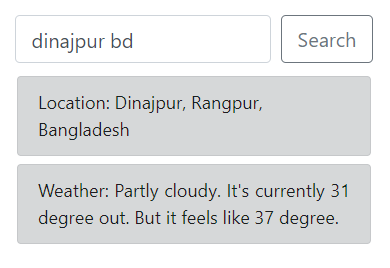 dinajpur bd
Search
Location: Dinajpur, Rangpur,
Bangladesh
Weather: Partly cloudy. It's currently 31
degree out. But it feels like 37 degree.